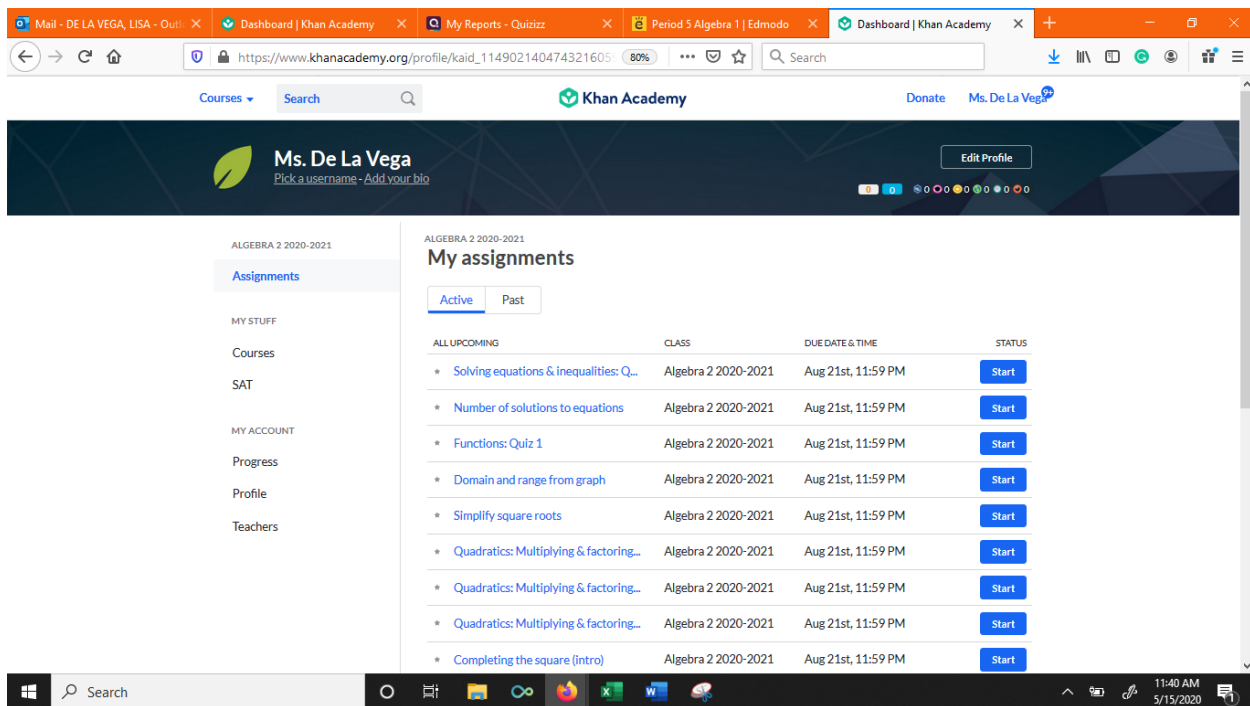 Mail - DE LA VEGA, LISA - Outl
Dashboard | Khan Academy
My Reports - Quizizz
Period 5 Algebra 1 | Edmodo
Dashboard | Khan Academy
https://www.khanacademy.org/profile/kaid_114902140474321605
80%
Search
Courses
Search
Khan Academy
Donate
Ms. De La Vega
9+
Ms. De La Vega
Pick a username - Add your bio
Edit Profile
0 0 0 0 0 0 0 0
ALGEBRA 2 2020-2021
Assignments
MY STUFF
Courses
SAT
MY ACCOUNT
Progress
Profile
Teachers
ALGEBRA 2 2020-2021
My assignments
Active Past
ALL UPCOMING CLASS DUE DATE & TIME STATUS
Solving equations & inequalities: Q... Algebra 2 2020-2021 Aug 21st, 11:59 PM Start
Number of solutions to equations Algebra 2 2020-2021 Aug 21st, 11:59 PM Start
Functions: Quiz 1 Algebra 2 2020-2021 Aug 21st, 11:59 PM Start
Domain and range from graph Algebra 2 2020-2021 Aug 21st, 11:59 PM Start
Simplify square roots Algebra 2 2020-2021 Aug 21st, 11:59 PM Start
Quadratics: Multiplying & factoring... Algebra 2 2020-2021 Aug 21st, 11:59 PM Start
Quadratics: Multiplying & factoring... Algebra 2 2020-2021 Aug 21st, 11:59 PM Start
Quadratics: Multiplying & factoring... Algebra 2 2020-2021 Aug 21st, 11:59 PM Start
Completing the square (intro) Algebra 2 2020-2021 Aug 21st, 11:59 PM Start
Search
11:40 AM
5/15/2020